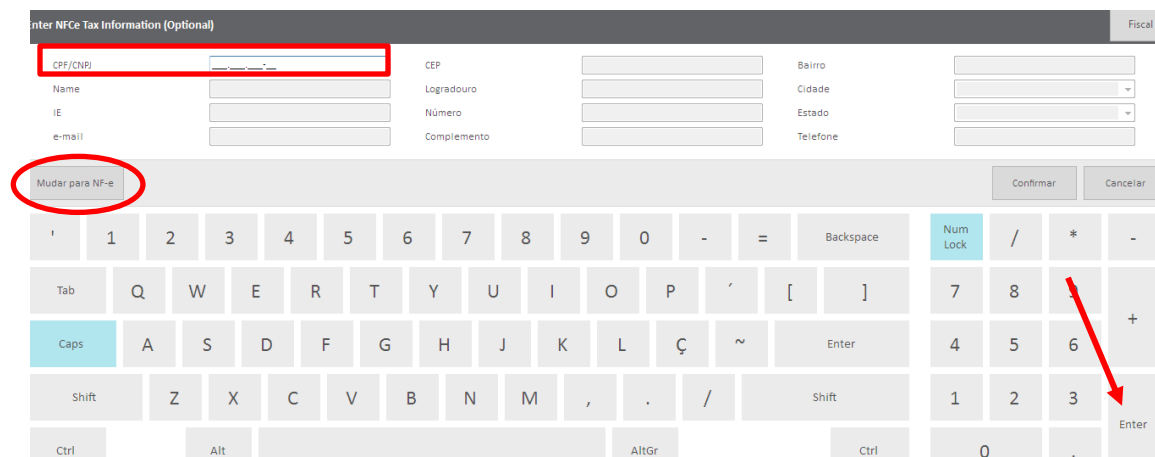 Enter NFCe Tax Information (Optional)
Fiscal
CPF/CNPJ ___.___.___-__ CEP Bairro
Name Logradouro Cidade
IE Número Estado
e-mail Complemento Telefone
Mudar para NF-e Confirmar Cancelar
' 1 2 3 4 5 6 7 8 9 0 - = Backspace Num Lock / * -
Tab Q W E R T Y U I O P ´ [ ] 7 8 9 +
Caps A S D F G H J K L Ç ~ Enter 4 5 6
Shift Z X C V B N M , . / Shift 1 2 3 Enter
Ctrl Alt AltGr Ctrl 0 .